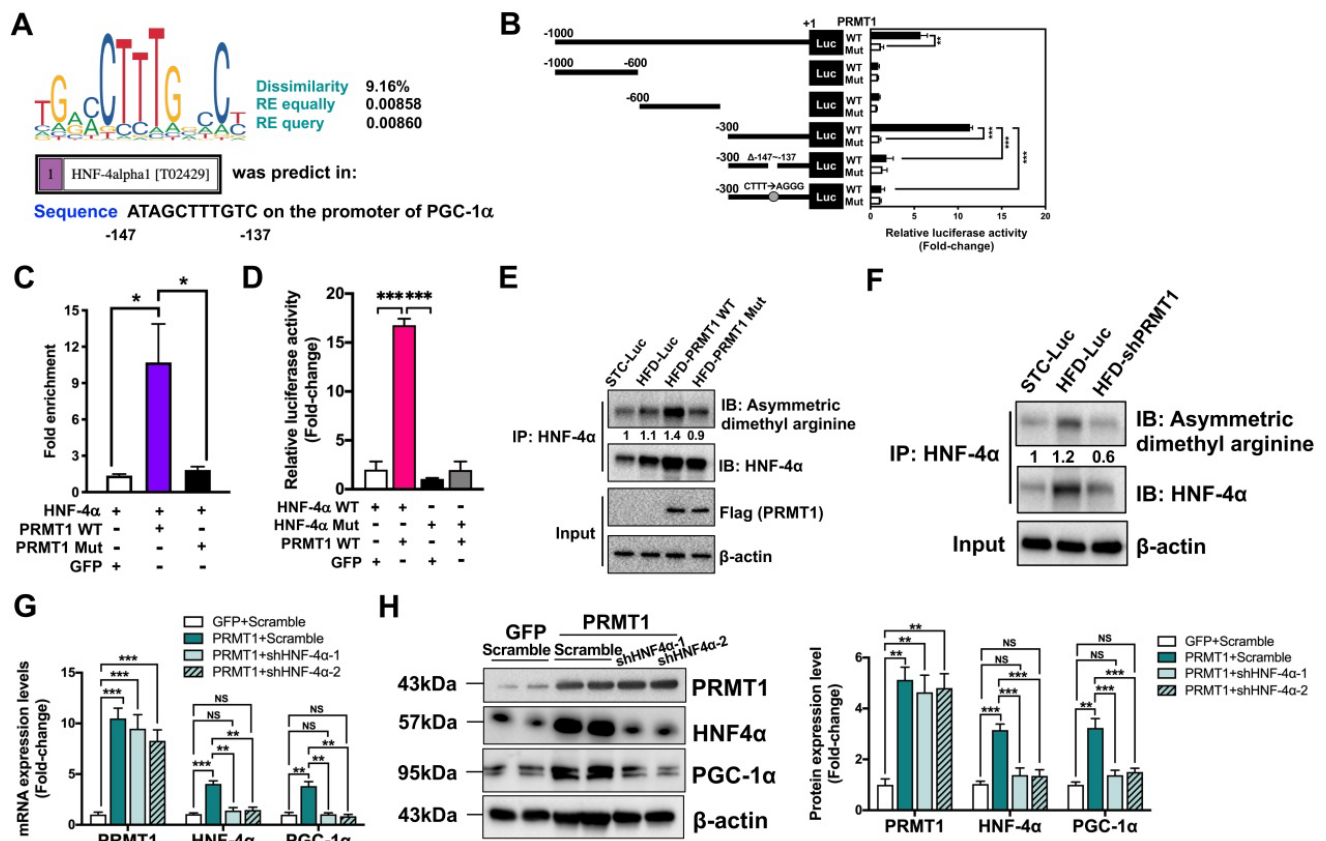 A
TGACCTTTGNCCT
Dissimilarity 9.16%
RE equally 0.00858
RE query 0.00860
1 HNF-4alpha1 [T02429] was predict in:
Sequence ATAGCTTTGTC on the promoter of PGC-1α
-147 -137
B
+1 PRMT1
-1000 Luc WT
Mut
**
-1000 -600 Luc WT
Mut
-600 Luc WT
Mut
-300 Luc WT
Mut
***
***
***
-300 Δ-147~-137 Luc WT
Mut
-300 CTTT→AGGG Luc WT
Mut
0 5 10 15 20
Relative luciferase activity
(Fold-change)
C
Fold enrichment
15
12
9
6
3
0
* *
HNF-4α + + +
PRMT1 WT - + -
PRMT1 Mut - - +
GFP + - -
D
Relative luciferase activity
(Fold-change)
20
15
10
5
0
*** ***
HNF-4α WT + + - -
HNF-4α Mut - - + +
PRMT1 WT - + - +
GFP + - + -
E
STC-Luc
HFD-Luc
HFD-PRMT1 WT
HFD-PRMT1 Mut
IP: HNF-4α
IB: Asymmetric
dimethyl arginine
1 1.1 1.4 0.9
IB: HNF-4α
Input
Flag (PRMT1)
β-actin
F
STC-Luc
HFD-Luc
HFD-shPRMT1
IP: HNF-4α
IB: Asymmetric
dimethyl arginine
1 1.2 0.6
IB: HNF-4α
Input
β-actin
G
GFP+Scramble
PRMT1+Scramble
PRMT1+shHNF-4α-1
PRMT1+shHNF-4α-2
mRNA expression levels
(Fold-change)
15
10
5
0
***
***
***
NS
NS
**
**
***
NS
NS
**
**
**
PRMT1 HNF-4α PGC-1α
H
GFP PRMT1
Scramble Scramble shHNF4α-1 shHNF4α-2
43kDa PRMT1
57kDa HNF4α
95kDa PGC-1α
43kDa β-actin
Protein expression level
(Fold-change)
6
4
2
0
**
**
**
NS
NS
***
***
***
NS
NS
***
***
**
GFP+Scramble
PRMT1+Scramble
PRMT1+shHNF-4α-1
PRMT1+shHNF-4α-2
PRMT1 HNF-4α PGC-1α